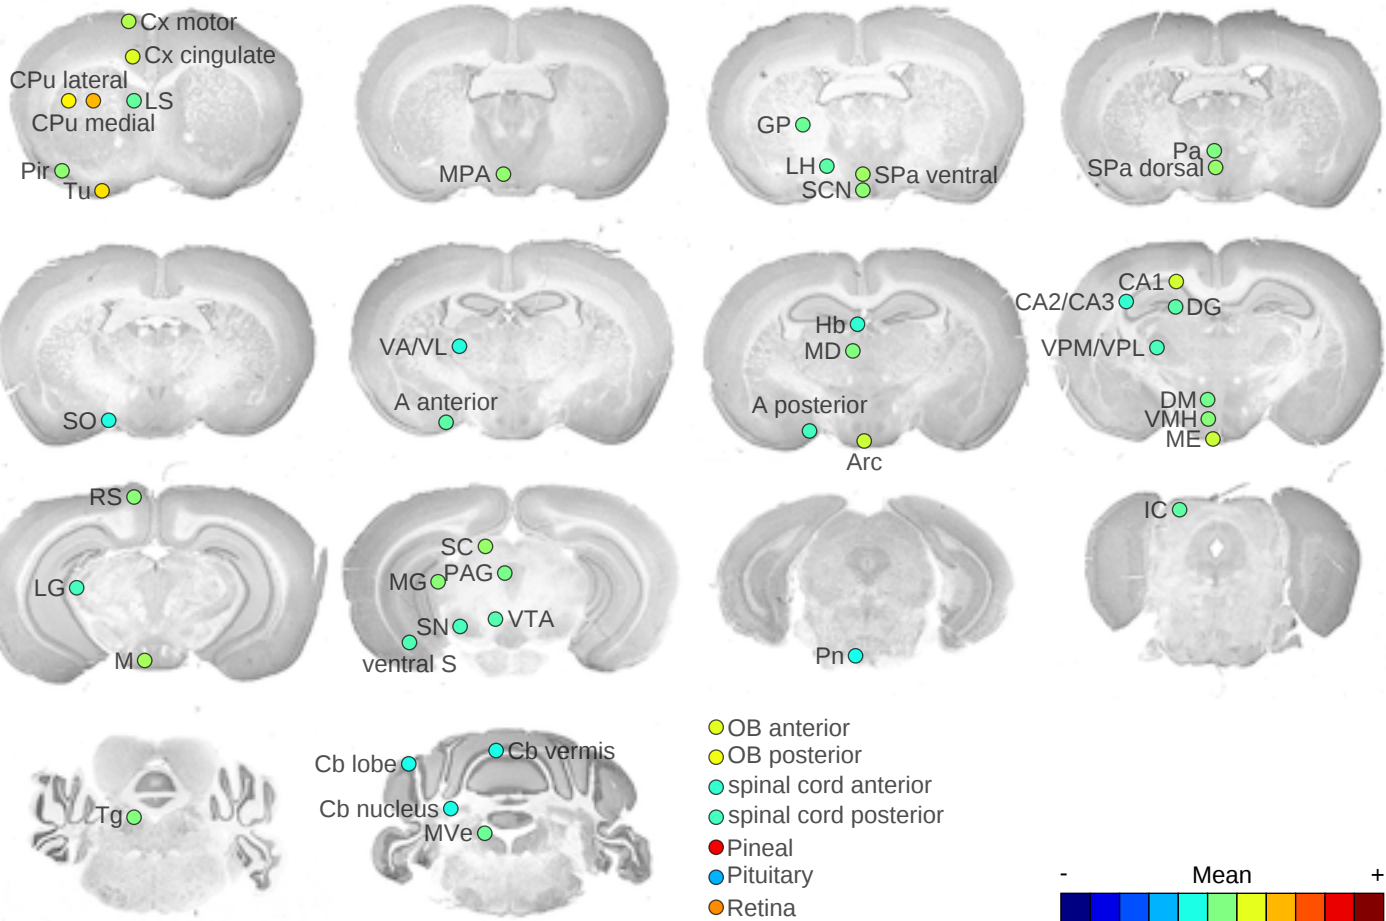 Cx motor
Cx cingulate
CPu lateral
LS
CPu medial
Pir
Tu
MPA
GP
LH
SPa ventral
SCN
Pa
SPa dorsal
SO
VA/VL
A anterior
Hb
MD
A posterior
Arc
CA1
CA2/CA3
DG
VPM/VPL
DM
VMH
ME
RS
LG
M
SC
MG
PAG
SN
VTA
ventral S
Pn
IC
Tg
Cb lobe
Cb vermis
Cb nucleus
MVe
OB anterior
OB posterior
spinal cord anterior
spinal cord posterior
Pineal
Pituitary
Retina
- Mean +